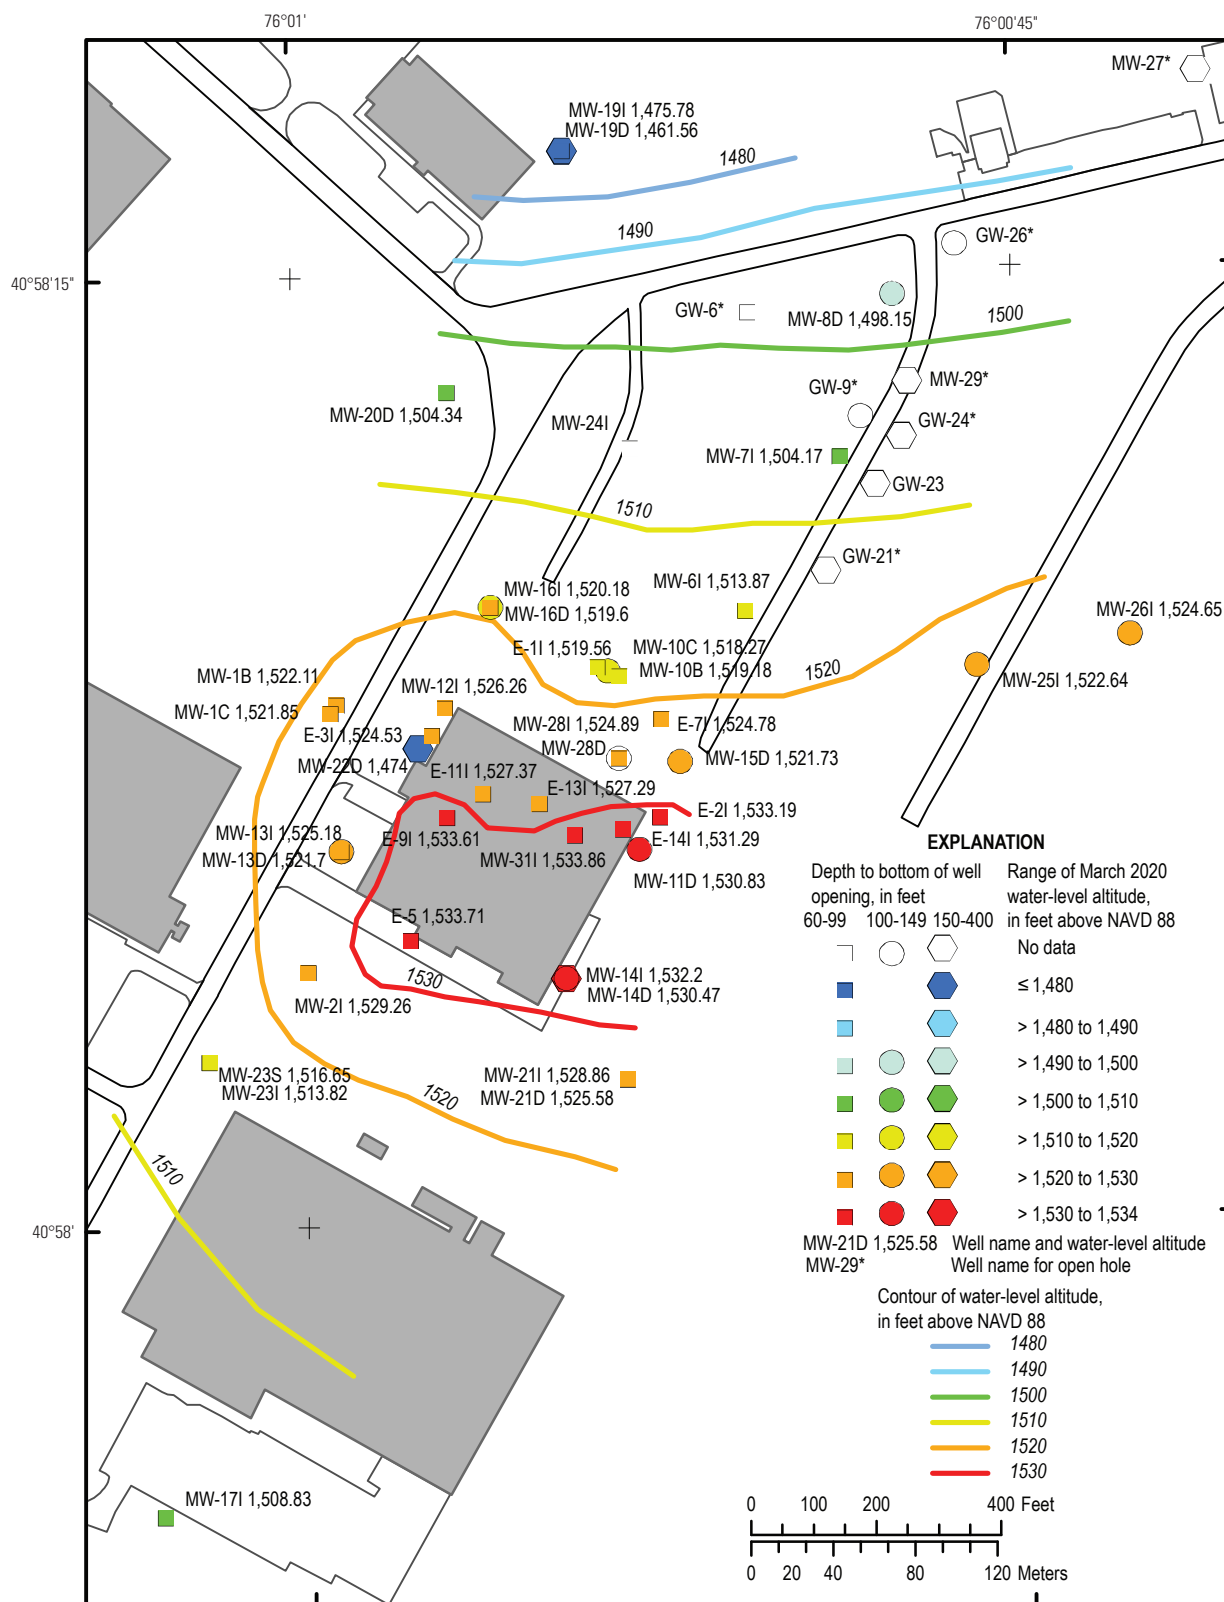 76°01'
76°00'45"
MW-27*
MW-19I 1,475.78
MW-19D 1,461.56
1480
1490
GW-26*
40°58'15"
GW-6*
MW-8D 1,498.15
1500
MW-29*
GW-9*
MW-20D 1,504.34
MW-24I
GW-24*
MW-7I 1,504.17
GW-23
1510
GW-21*
MW-16I 1,520.18
MW-16D 1,519.6
MW-6I 1,513.87
MW-26I 1,524.65
E-1I 1,519.56
MW-10C 1,518.27
MW-10B 1,519.18
1520
MW-25I 1,522.64
MW-1B 1,522.11
MW-1C 1,521.85
MW-12I 1,526.26
E-3I 1,524.53
MW-22D 1,474
MW-28I 1,524.89
MW-28D
E-7I 1,524.78
MW-15D 1,521.73
E-11I 1,527.37
E-13I 1,527.29
E-2I 1,533.19
MW-13I 1,525.18
MW-13D 1,521.7
E-9I 1,533.61
MW-31I 1,533.86
E-14I 1,531.29
MW-11D 1,530.83
E-5 1,533.71
1530
MW-14I 1,532.2
MW-14D 1,530.47
MW-2I 1,529.26
MW-23S 1,516.65
MW-23I 1,513.82
1520
MW-21I 1,528.86
MW-21D 1,525.58
1510
40°58'
MW-17I 1,508.83
EXPLANATION
Depth to bottom of well
opening, in feet
60-99 100-149 150-400
Range of March 2020
water-level altitude,
in feet above NAVD 88
No data
≤ 1,480
> 1,480 to 1,490
> 1,490 to 1,500
> 1,500 to 1,510
> 1,510 to 1,520
> 1,520 to 1,530
> 1,530 to 1,534
MW-21D 1,525.58 Well name and water-level altitude
MW-29* Well name for open hole
Contour of water-level altitude,
in feet above NAVD 88
1480
1490
1500
1510
1520
1530
0 100 200 400 Feet
0 20 40 80 120 Meters